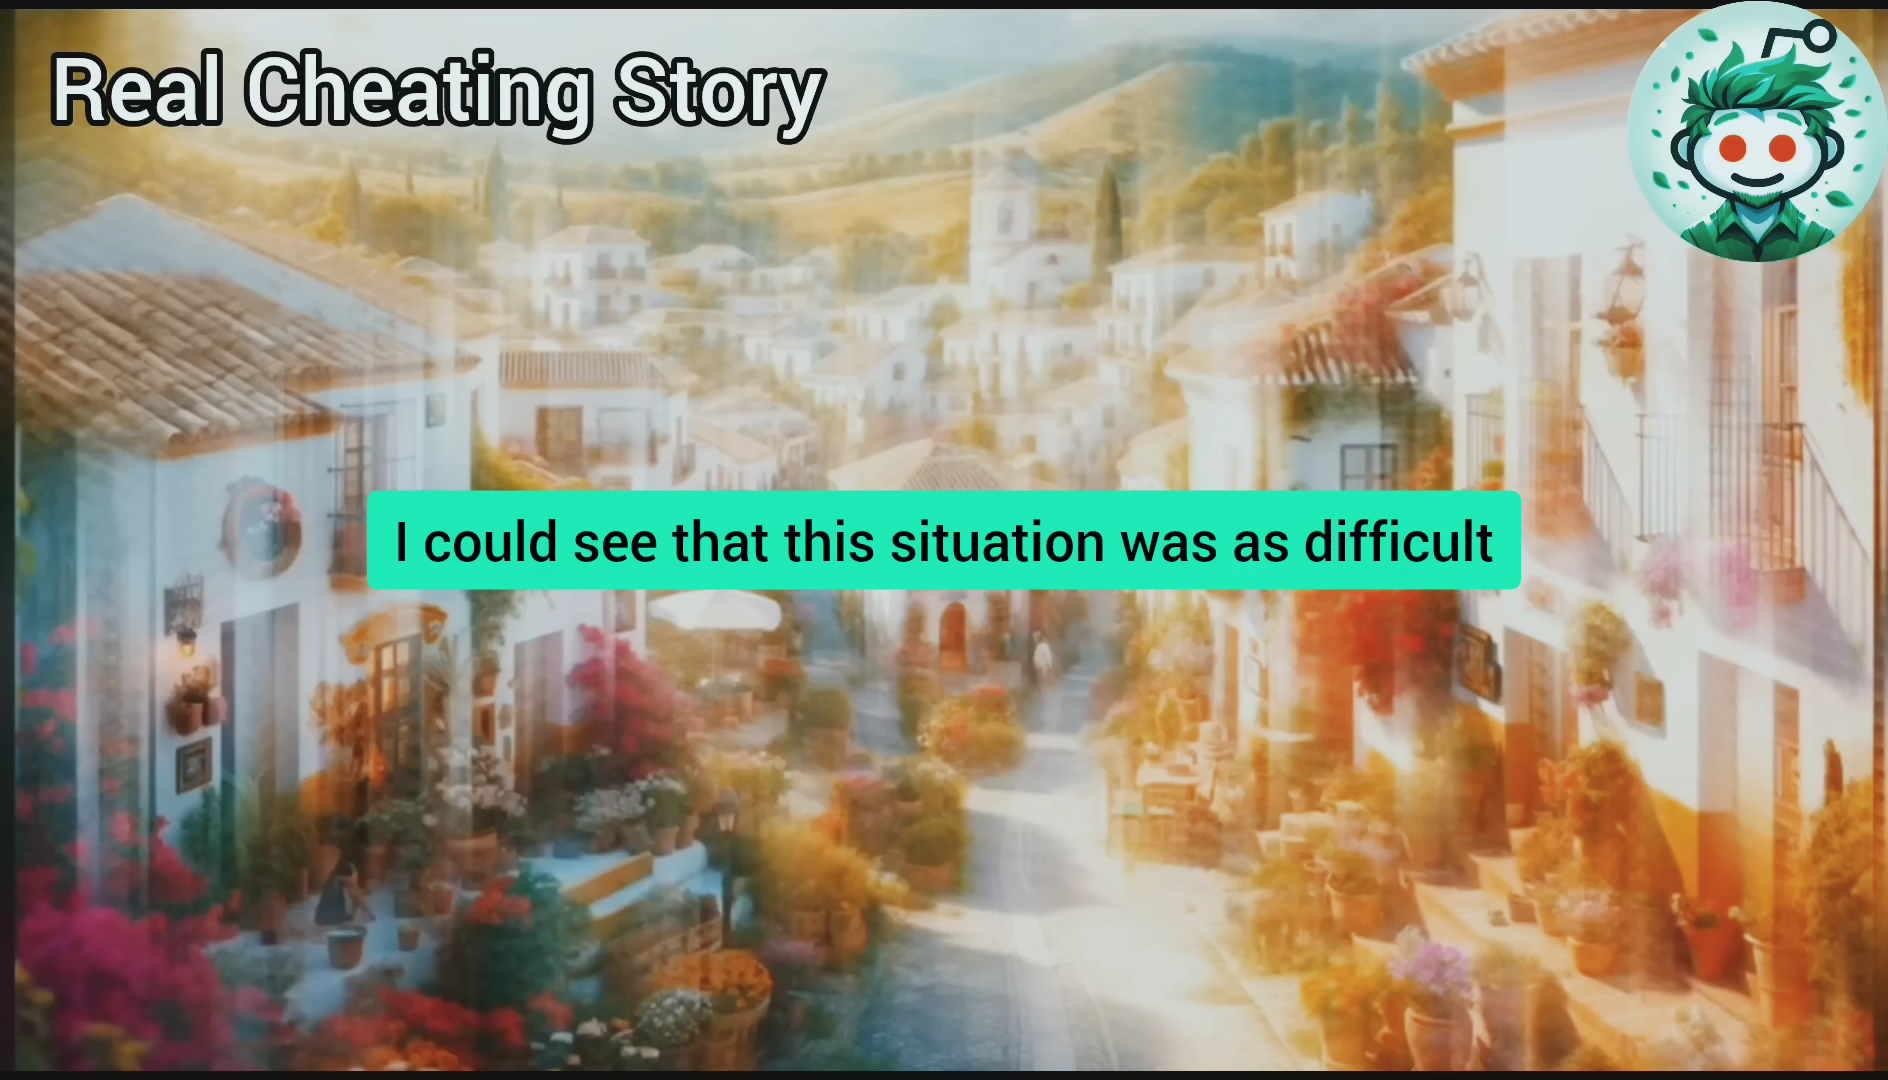 Real Cheating Story
I could see that this situation was as difficult